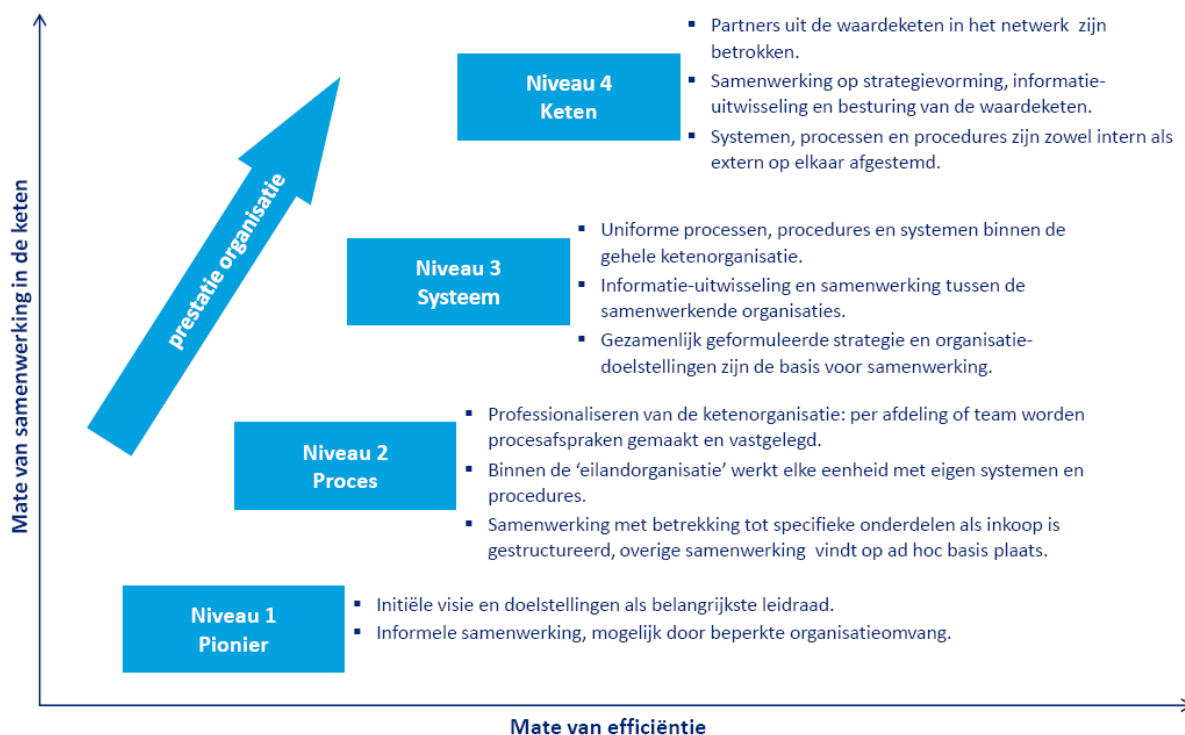 ▪ Partners uit de waardeketen in het netwerk zijn
betrokken.
Niveau 4
Keten
▪ Samenwerking op strategievorming, informatie-
uitwisseling en besturing van de waardeketen.
▪ Systemen, processen en procedures zijn zowel intern als
extern op elkaar afgestemd.
prestatie organisatie
Mate van samenwerking in de keten
Niveau 3
Systeem
▪ Uniforme processen, procedures en systemen binnen de
gehele ketenorganisatie.
▪ Informatie-uitwisseling en samenwerking tussen de
samenwerkende organisaties.
▪ Gezamenlijk geformuleerde strategie en organisatie-
doelstellingen zijn de basis voor samenwerking.
Niveau 2
Proces
▪ Professionaliseren van de ketenorganisatie: per afdeling of team worden
procesafspraken gemaakt en vastgelegd.
▪ Binnen de ‘eilandorganisatie’ werkt elke eenheid met eigen systemen en
procedures.
▪ Samenwerking met betrekking tot specifieke onderdelen als inkoop is
gestructureerd, overige samenwerking vindt op ad hoc basis plaats.
Niveau 1
Pionier
▪ Initiële visie en doelstellingen als belangrijkste leidraad.
▪ Informele samenwerking, mogelijk door beperkte organisatieomvang.
Mate van efficiëntie